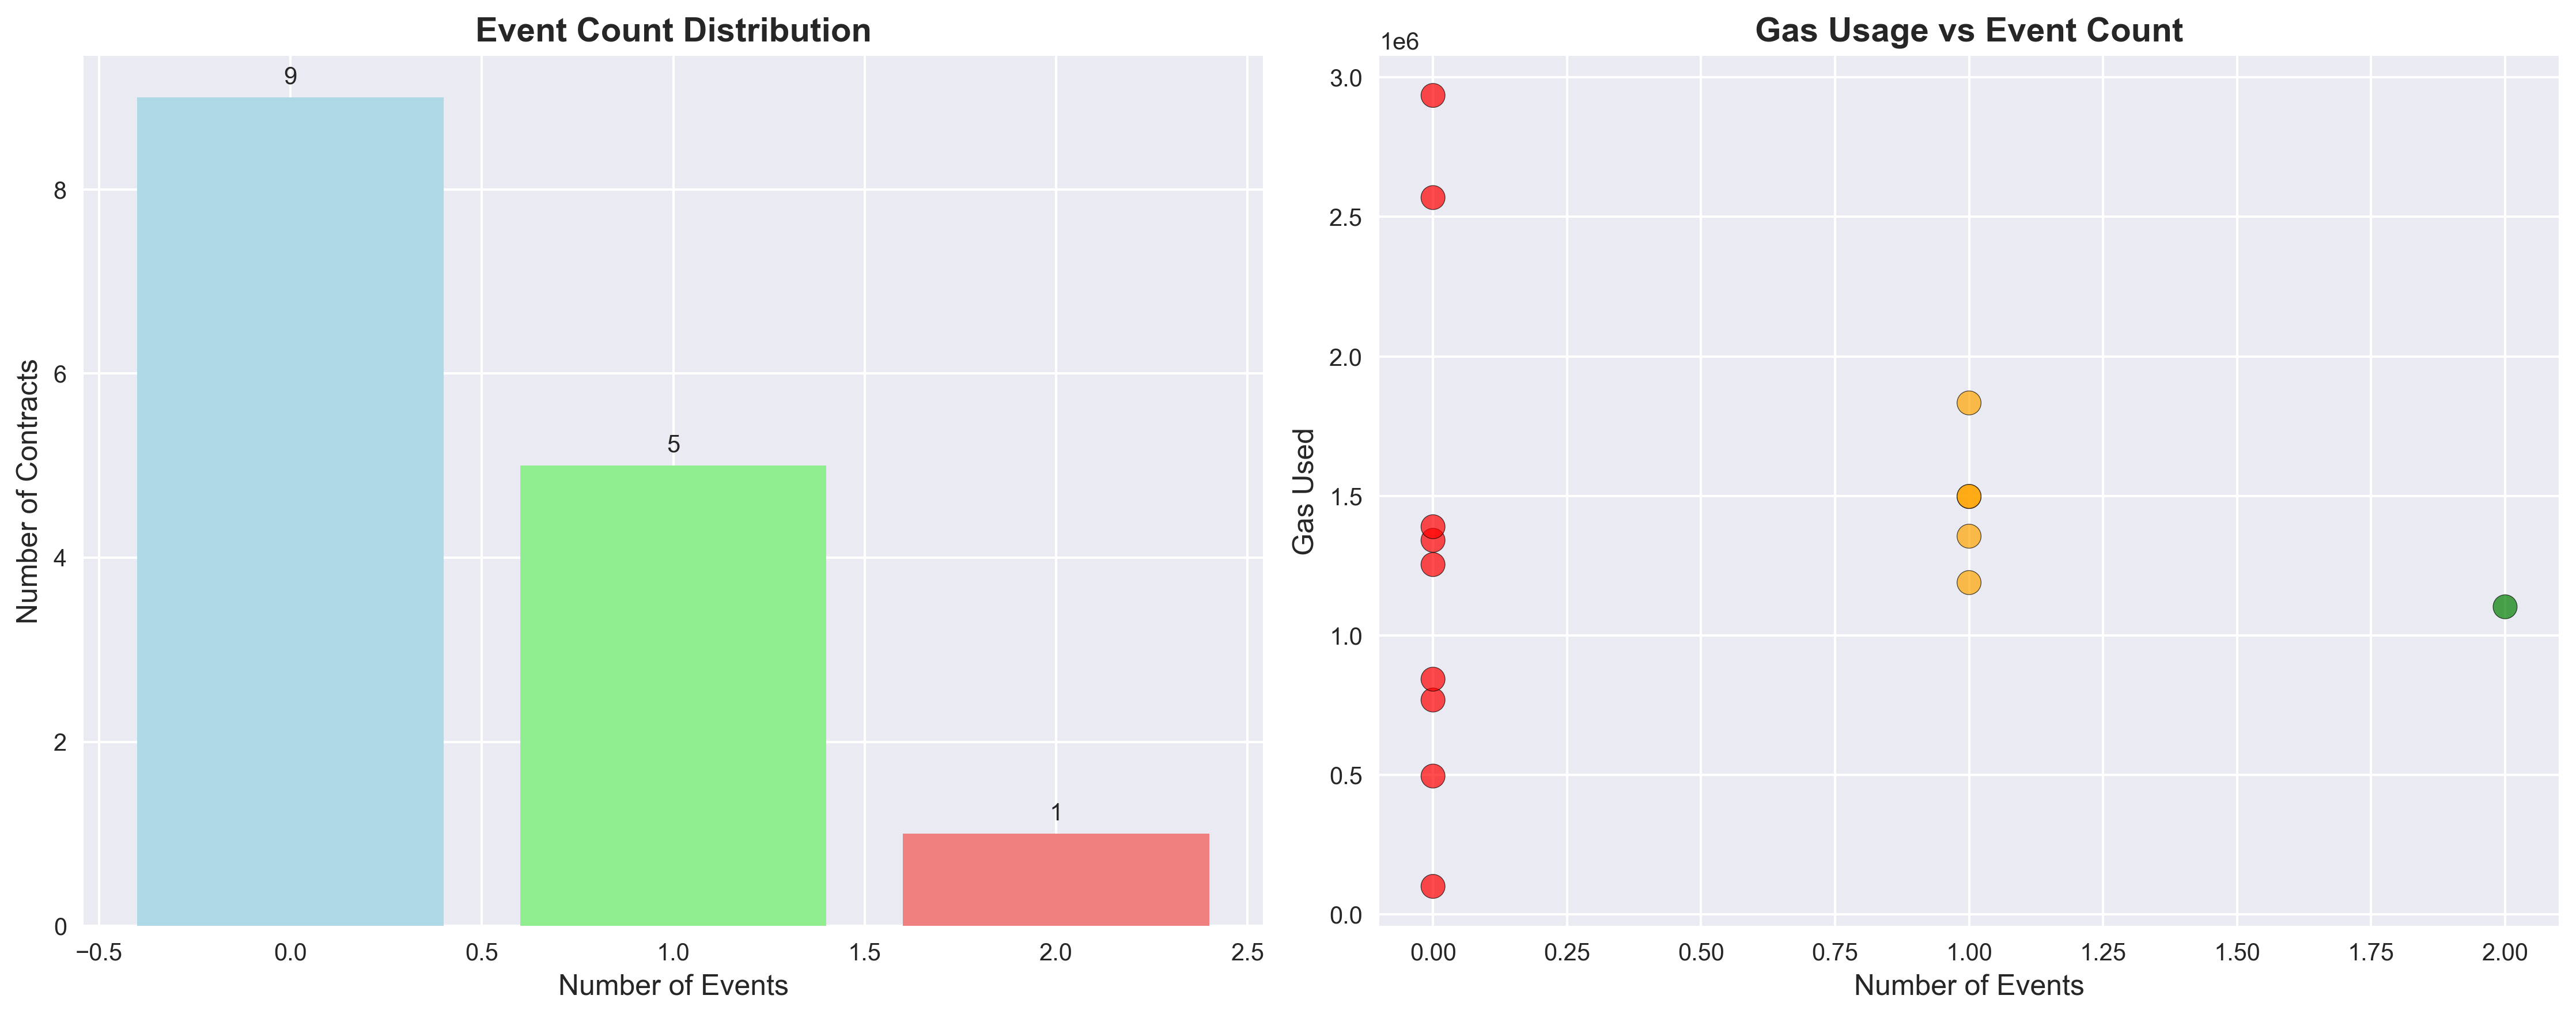 Event Count Distribution
9
5
1
Number of Contracts
8
6
4
2
0
−0.5 0.0 0.5 1.0 1.5 2.0 2.5
Number of Events
Gas Usage vs Event Count
1e6
3.0
2.5
2.0
1.5
1.0
0.5
0.0
Gas Used
0.00 0.25 0.50 0.75 1.00 1.25 1.50 1.75 2.00
Number of Events